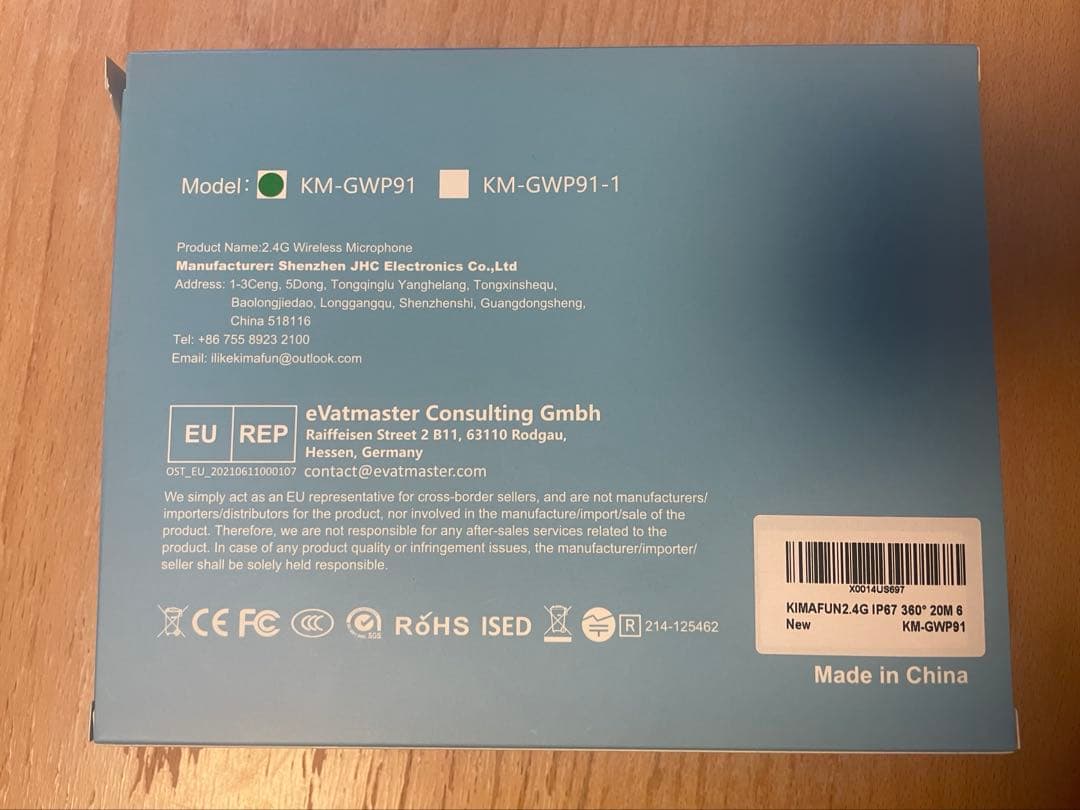 Model: KM-GWP91 KM-GWP91-1
Product Name:2.4G Wireless Microphone
Manufacturer: Shenzhen JHC Electronics Co.,Ltd
Address: 1-3Ceng, 5Dong, Tongqinglu Yanghelang, Tongxinshequ,
Baolongjiedao, Longgangqu, Shenzhenshi, Guangdongsheng,
China 518116
Tel: +86 755 8923 2100
Email: ilikekimafun@outlook.com
EU REP
OST_EU_20210611000107
eVatmaster Consulting Gmbh
Raiffeisen Street 2 B11, 63110 Rodgau,
Hessen, Germany
contact@evatmaster.com
We simply act as an EU representative for cross-border sellers, and are not manufacturers/
importers/distributors for the product, nor involved in the manufacture/import/sale of the
product. Therefore, we are not responsible for any after-sales services related to the
product. In case of any product quality or infringement issues, the manufacturer/importer/
seller shall be solely held responsible.
CE FC CCC SGS RoHS ISED R 214-125462
X0014US697
KIMAFUN2.4G IP67 360° 20M 6
New KM-GWP91
Made in China